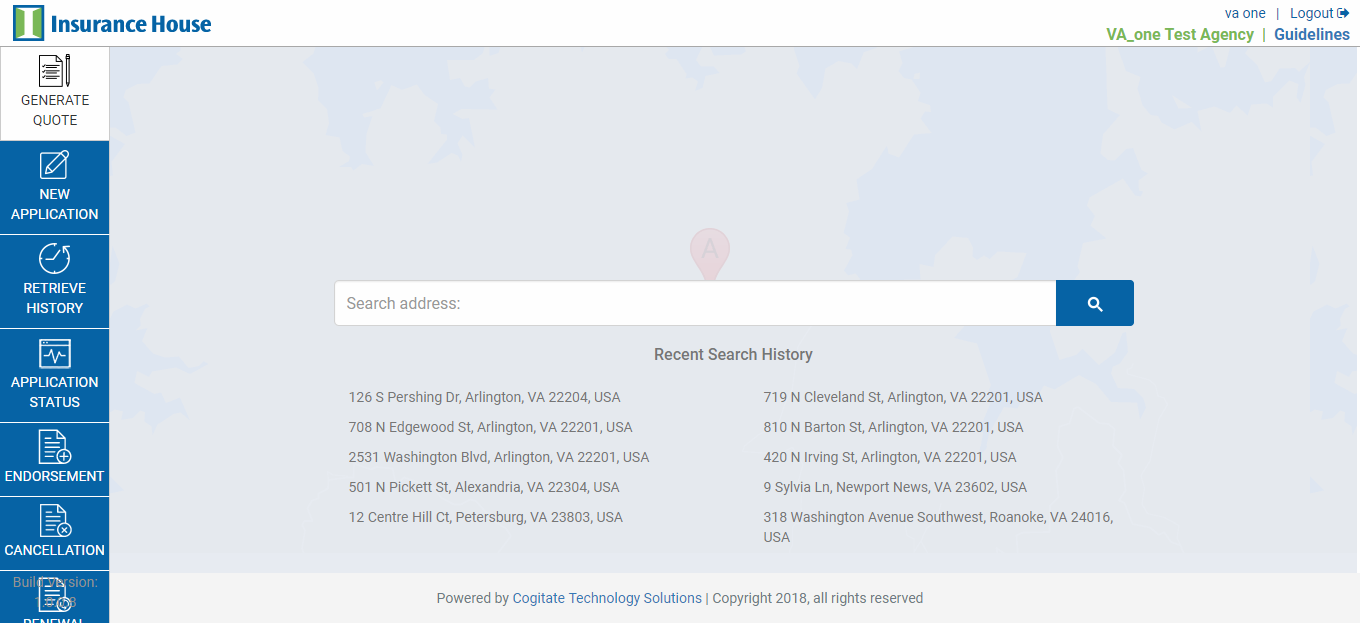 Insurance House
va one | Logout
VA_one Test Agency | Guidelines
GENERATE
QUOTE
NEW
APPLICATION
RETRIEVE
HISTORY
APPLICATION
STATUS
ENDORSEMENT
CANCELLATION
Build Version:
RENEWAL
A
Search address:
Recent Search History
126 S Pershing Dr, Arlington, VA 22204, USA
719 N Cleveland St, Arlington, VA 22201, USA
708 N Edgewood St, Arlington, VA 22201, USA
810 N Barton St, Arlington, VA 22201, USA
2531 Washington Blvd, Arlington, VA 22201, USA
420 N Irving St, Arlington, VA 22201, USA
501 N Pickett St, Alexandria, VA 22304, USA
9 Sylvia Ln, Newport News, VA 23602, USA
12 Centre Hill Ct, Petersburg, VA 23803, USA
318 Washington Avenue Southwest, Roanoke, VA 24016,
USA
Powered by Cogitate Technology Solutions | Copyright 2018, all rights reserved